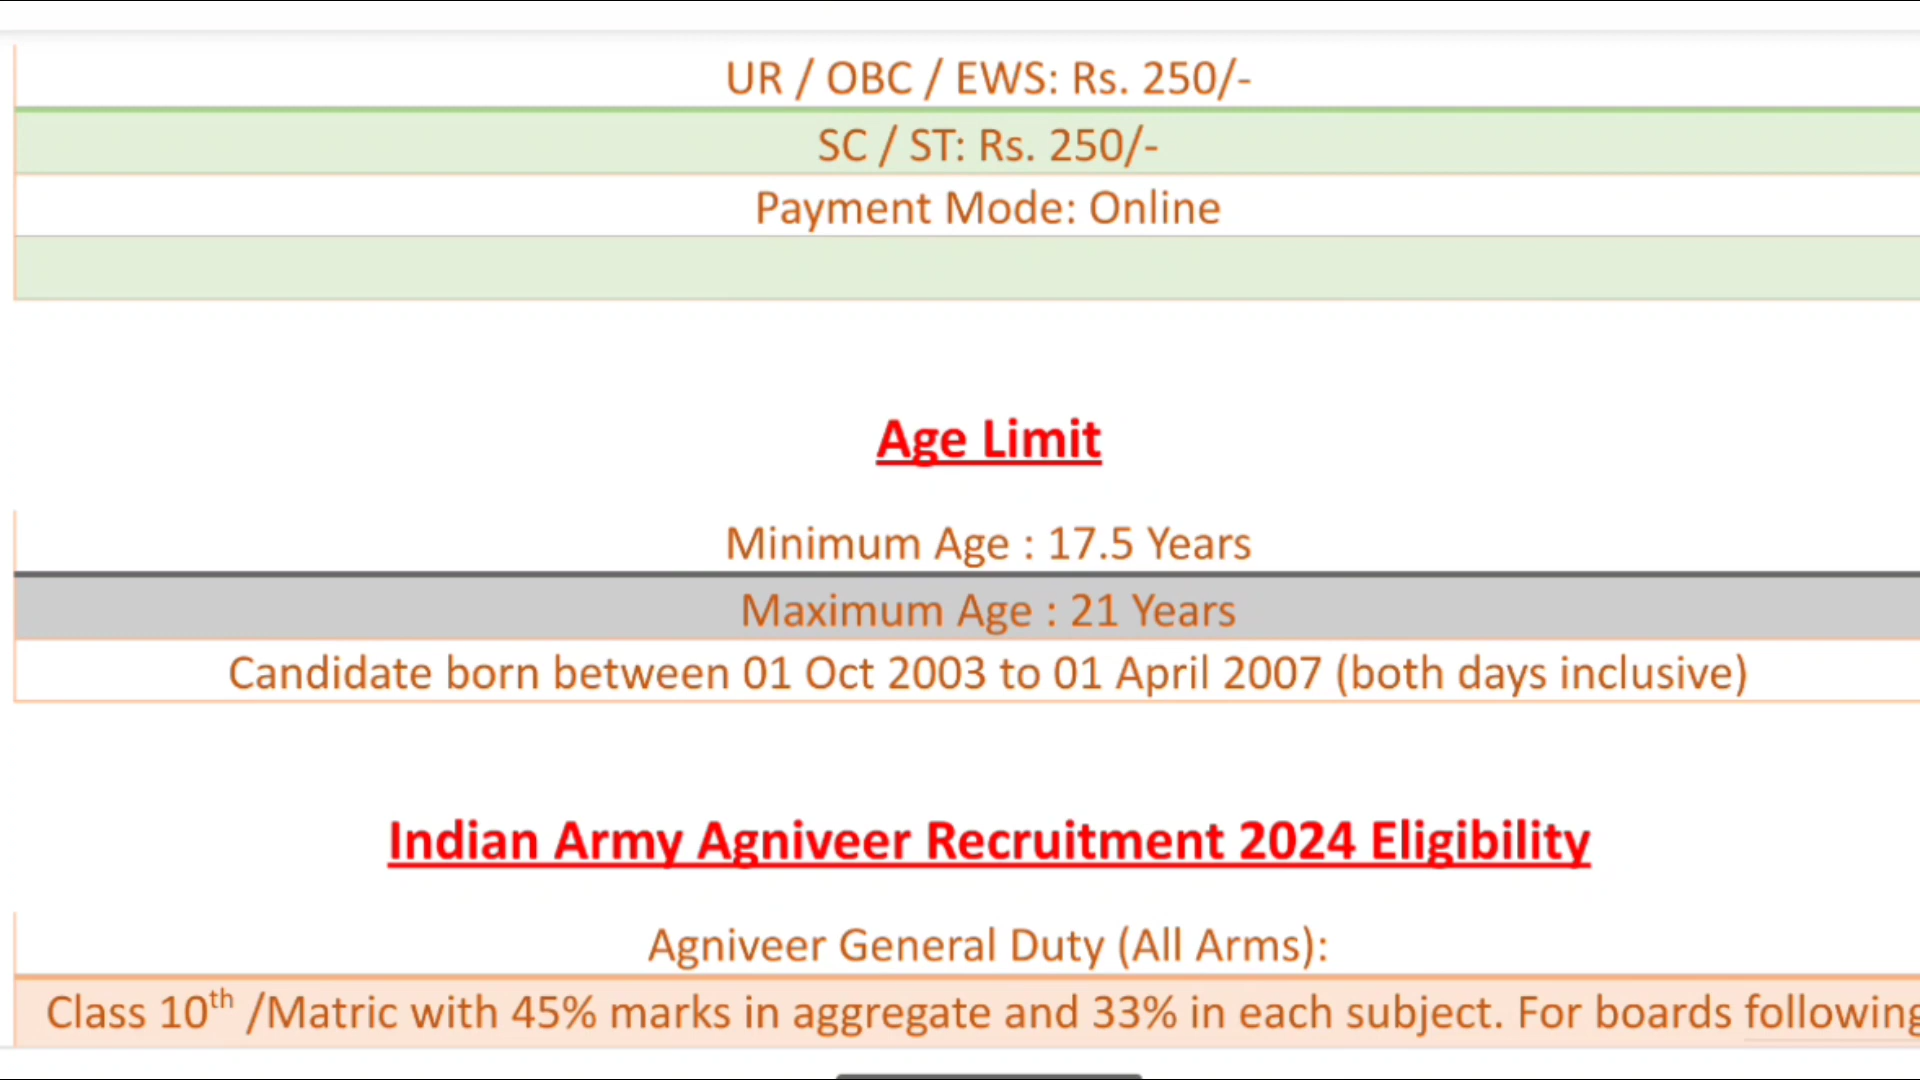 UR / OBC / EWS: Rs. 250/-
SC / ST: Rs. 250/-
Payment Mode: Online
Age Limit
Minimum Age : 17.5 Years
Maximum Age : 21 Years
Candidate born between 01 Oct 2003 to 01 April 2007 (both days inclusive)
Indian Army Agniveer Recruitment 2024 Eligibility
Agniveer General Duty (All Arms):
Class 10th /Matric with 45% marks in aggregate and 33% in each subject. For boards following